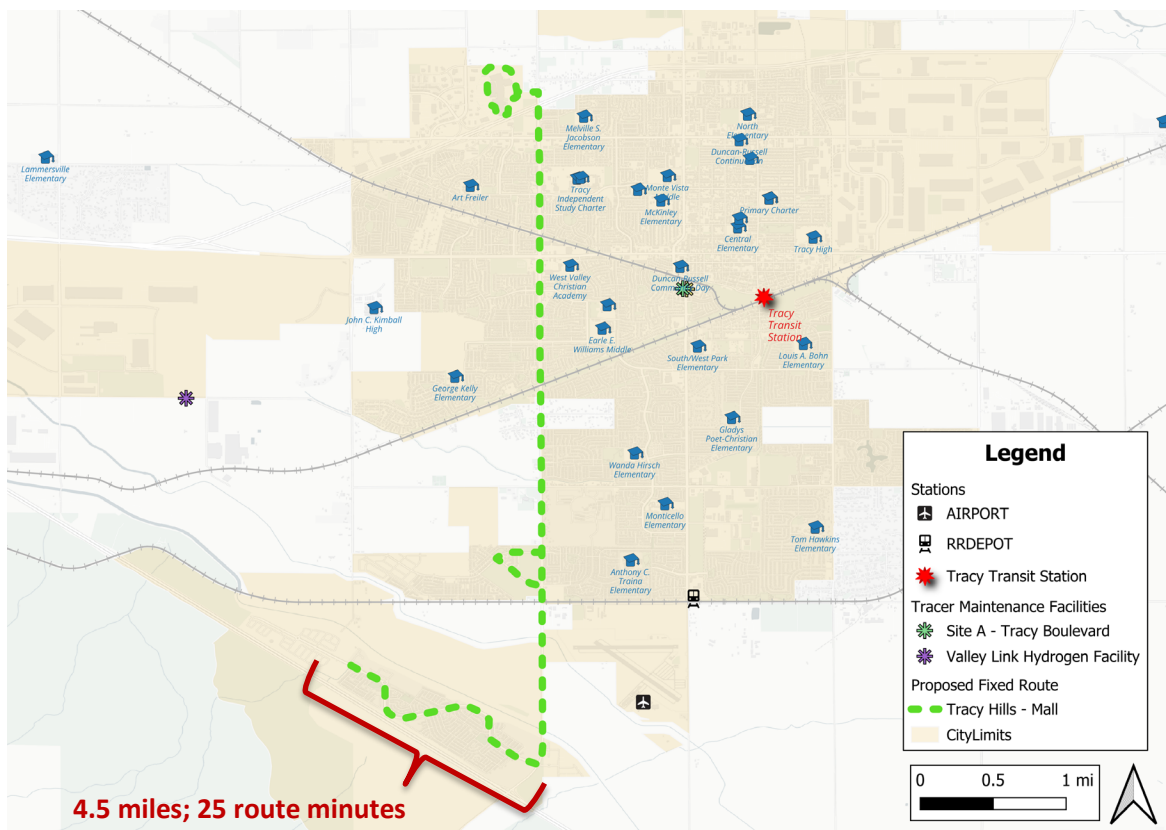 North
Elementary
Melville S.
Jacobson
Elementary
Duncan-Russell
Lammersville
Elementary
Art Freiler
Tracy
Independent
Study Charter
Monte Vista
McKinley
Elementary
Primary Charter
Central
Elementary
Tracy High
West Valley
Christian
Academy
Duncan-Russell
John C. Kimball
High
Tracy
Transit
Station
Earle E.
Williams Middle
South/West Park
Elementary
Louis A. Bohn
Elementary
George Kelly
Elementary
Gladys
Poet-Christian
Elementary
Wanda Hirsch
Elementary
Monticello
Elementary
Tom Hawkins
Elementary
Anthony C.
Traina
Elementary
Legend
Stations
AIRPORT
RRDEPOT
Tracy Transit Station
Tracer Maintenance Facilities
Site A - Tracy Boulevard
Valley Link Hydrogen Facility
Proposed Fixed Route
Tracy Hills - Mall
CityLimits
0 0.5 1 mi
4.5 miles; 25 route minutes